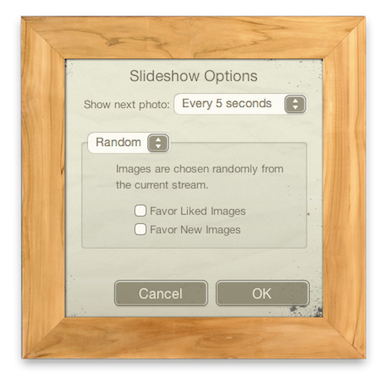 Slideshow Options
Show next photo: Every 5 seconds
Random
Images are chosen randomly from
the current stream.
Favor Liked Images
Favor New Images
Cancel OK